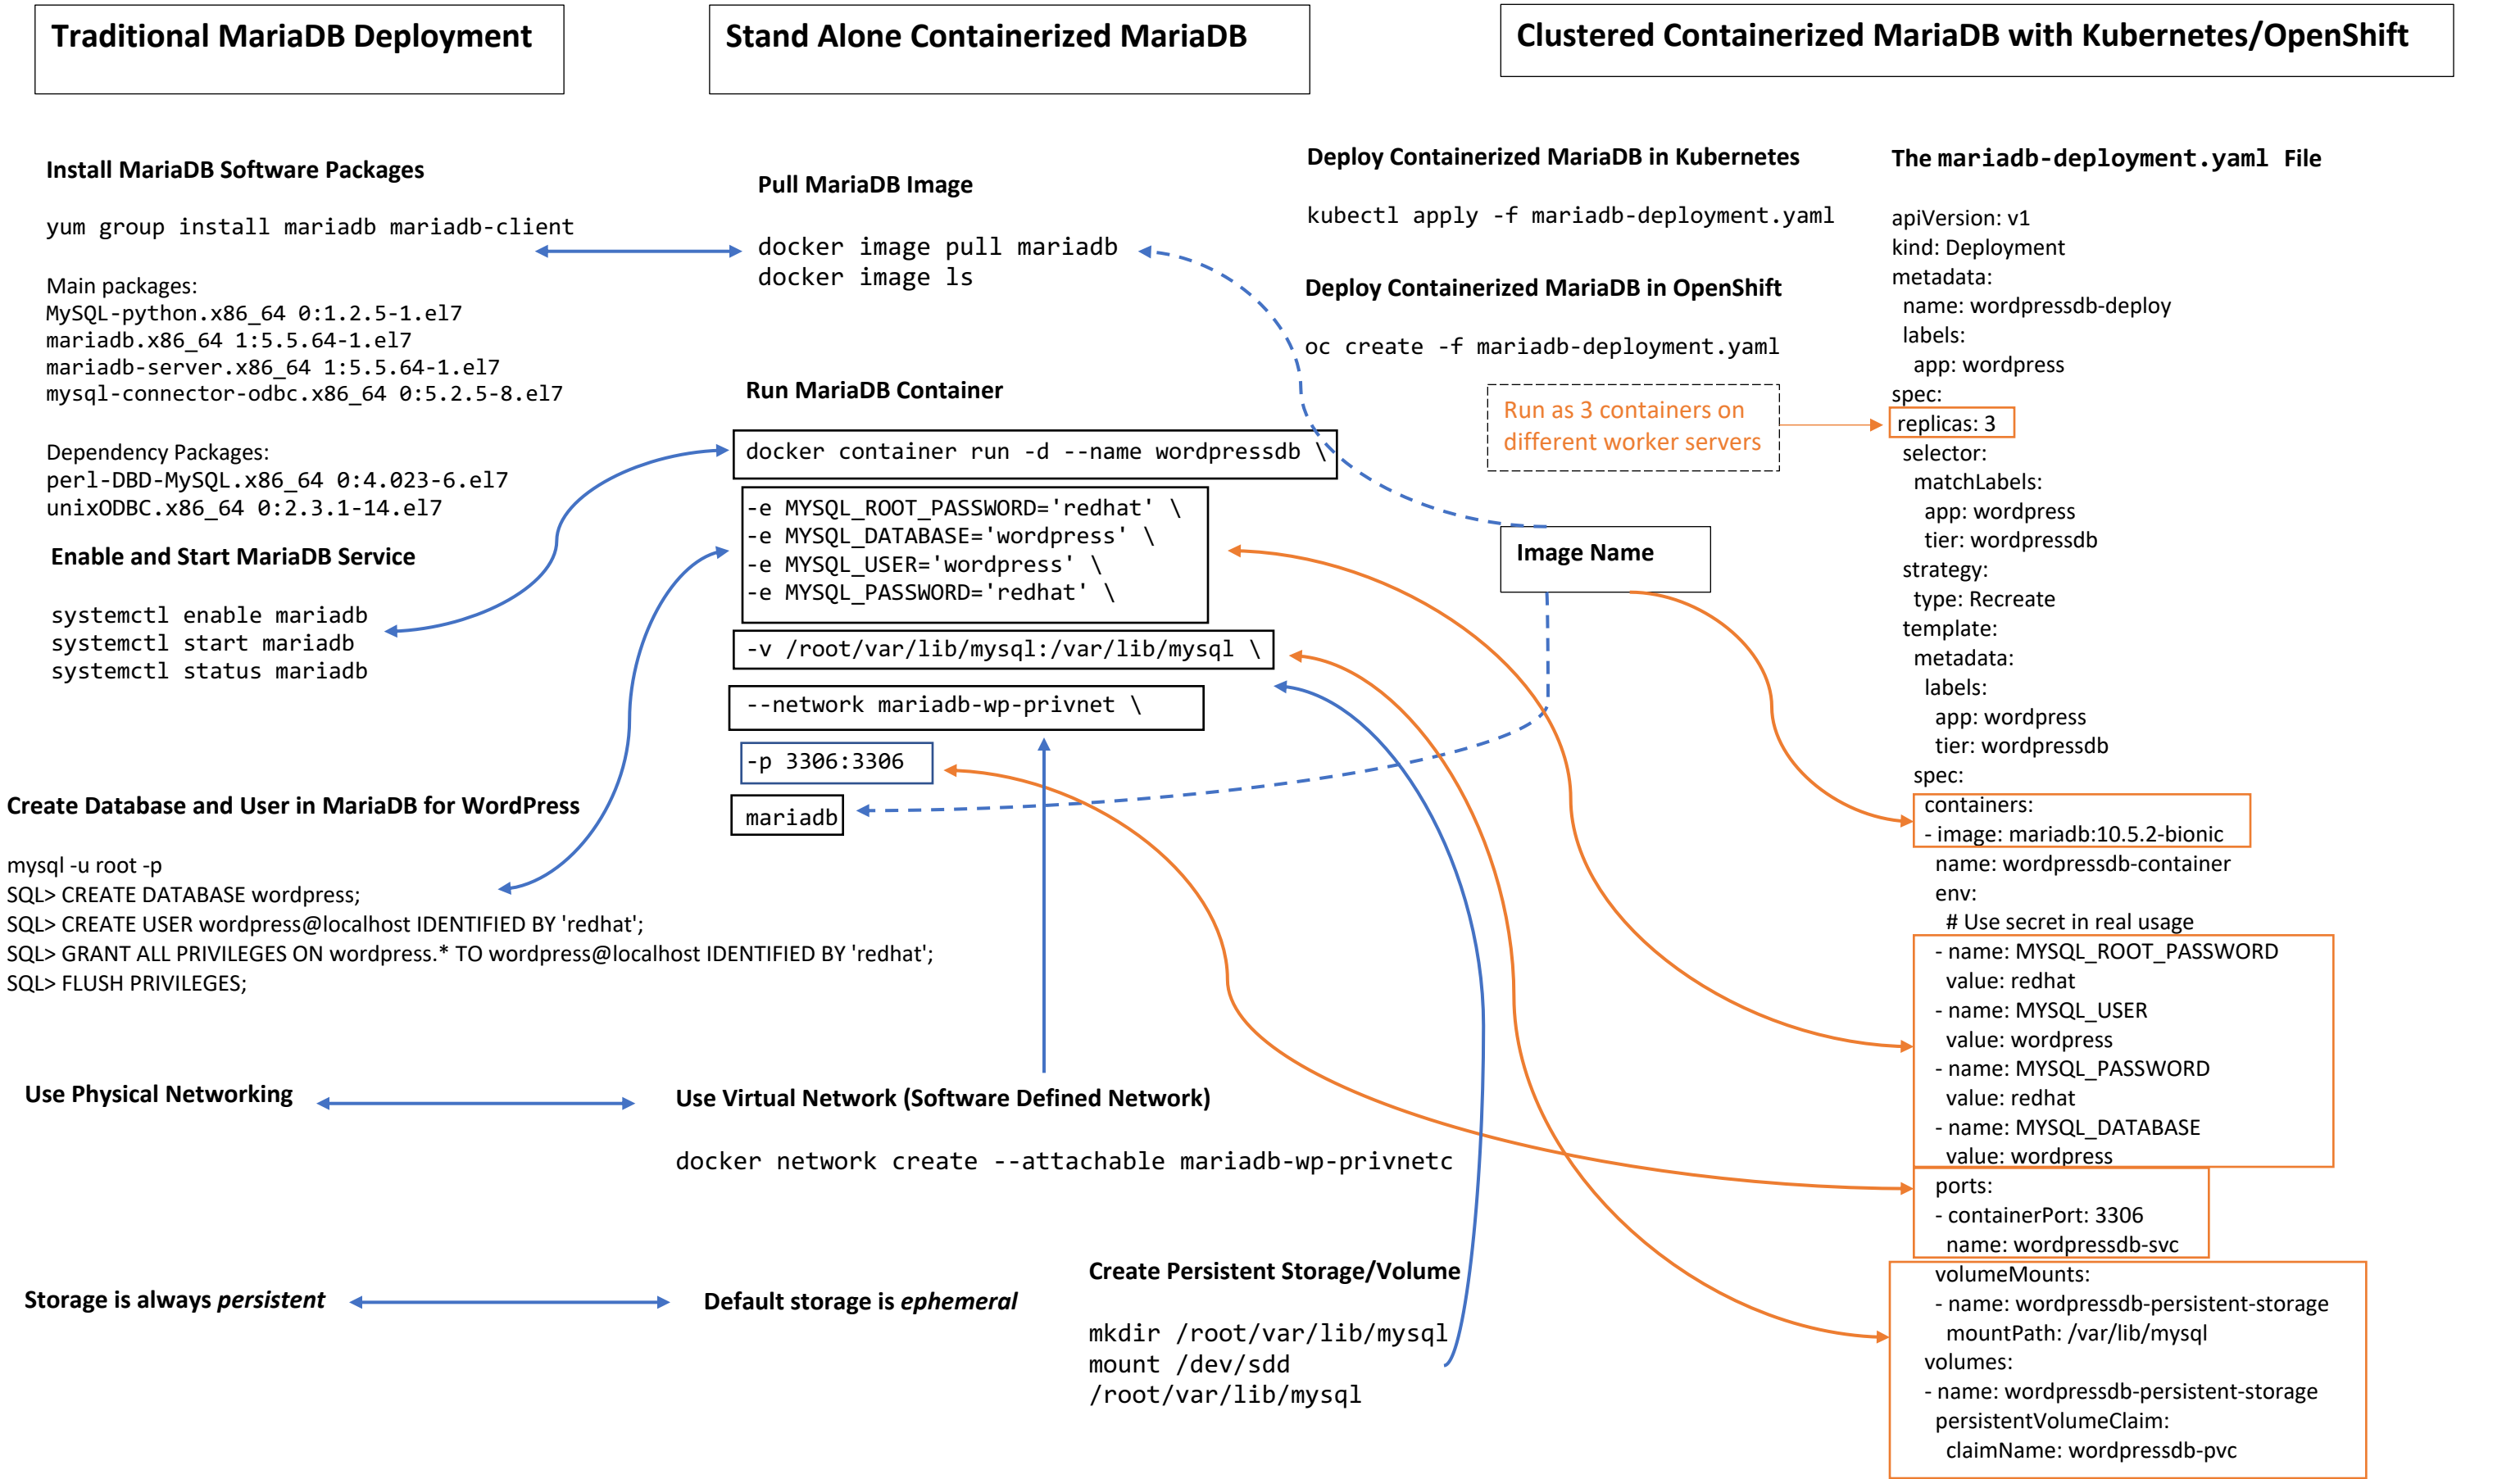 Traditional MariaDB Deployment
Stand Alone Containerized MariaDB
Clustered Containerized MariaDB with Kubernetes/OpenShift
Install MariaDB Software Packages
yum group install mariadb mariadb-client
Main packages:
MySQL-python.x86_64 0:1.2.5-1.el7
mariadb.x86_64 1:5.5.64-1.el7
mariadb-server.x86_64 1:5.5.64-1.el7
mysql-connector-odbc.x86_64 0:5.2.5-8.el7
Dependency Packages:
perl-DBD-MySQL.x86_64 0:4.023-6.el7
unixODBC.x86_64 0:2.3.1-14.el7
Enable and Start MariaDB Service
systemctl enable mariadb
systemctl start mariadb
systemctl status mariadb
Create Database and User in MariaDB for WordPress
mysql -u root -p
SQL> CREATE DATABASE wordpress;
SQL> CREATE USER wordpress@localhost IDENTIFIED BY 'redhat';
SQL> GRANT ALL PRIVILEGES ON wordpress.* TO wordpress@localhost IDENTIFIED BY 'redhat';
SQL> FLUSH PRIVILEGES;
Use Physical Networking
Storage is always persistent
Pull MariaDB Image
docker image pull mariadb
docker image ls
Run MariaDB Container
docker container run -d --name wordpressdb \
-e MYSQL_ROOT_PASSWORD='redhat' \
-e MYSQL_DATABASE='wordpress' \
-e MYSQL_USER='wordpress' \
-e MYSQL_PASSWORD='redhat' \
-v /root/var/lib/mysql:/var/lib/mysql \
--network mariadb-wp-privnet \
-p 3306:3306
mariadb
Use Virtual Network (Software Defined Network)
docker network create --attachable mariadb-wp-privnetc
Default storage is ephemeral
Create Persistent Storage/Volume
mkdir /root/var/lib/mysql
mount /dev/sdd
/root/var/lib/mysql
Deploy Containerized MariaDB in Kubernetes
kubectl apply -f mariadb-deployment.yaml
Deploy Containerized MariaDB in OpenShift
oc create -f mariadb-deployment.yaml
Run as 3 containers on
different worker servers
Image Name
The mariadb-deployment.yaml File
apiVersion: v1
kind: Deployment
metadata:
name: wordpressdb-deploy
labels:
app: wordpress
spec:
replicas: 3
selector:
matchLabels:
app: wordpress
tier: wordpressdb
strategy:
type: Recreate
template:
metadata:
labels:
app: wordpress
tier: wordpressdb
spec:
containers:
- image: mariadb:10.5.2-bionic
name: wordpressdb-container
env:
# Use secret in real usage
- name: MYSQL_ROOT_PASSWORD
value: redhat
- name: MYSQL_USER
value: wordpress
- name: MYSQL_PASSWORD
value: redhat
- name: MYSQL_DATABASE
value: wordpress
ports:
- containerPort: 3306
name: wordpressdb-svc
volumeMounts:
- name: wordpressdb-persistent-storage
mountPath: /var/lib/mysql
volumes:
- name: wordpressdb-persistent-storage
persistentVolumeClaim:
claimName: wordpressdb-pvc